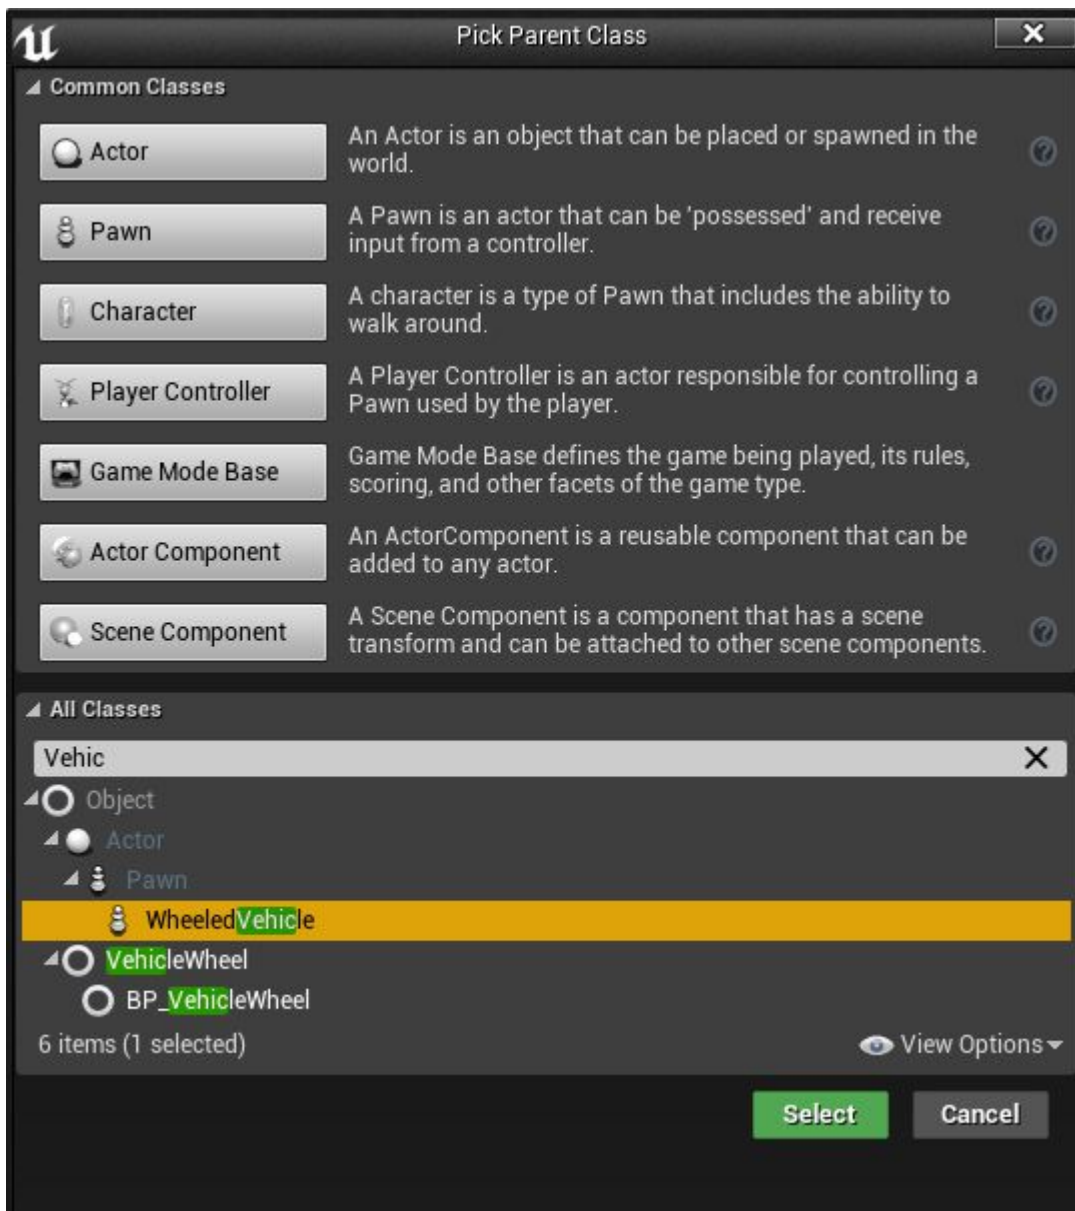 Pick Parent Class
Common Classes
Actor
An Actor is an object that can be placed or spawned in the
world.
Pawn
A Pawn is an actor that can be 'possessed' and receive
input from a controller.
Character
A character is a type of Pawn that includes the ability to
walk around.
Player Controller
A Player Controller is an actor responsible for controlling a
Pawn used by the player.
Game Mode Base
Game Mode Base defines the game being played, its rules,
scoring, and other facets of the game type.
Actor Component
An ActorComponent is a reusable component that can be
added to any actor.
Scene Component
A Scene Component is a component that has a scene
transform and can be attached to other scene components.
All Classes
Vehic
Object
Actor
Pawn
WheeledVehicle
VehicleWheel
BP_VehicleWheel
6 items (1 selected)
View Options
Select
Cancel